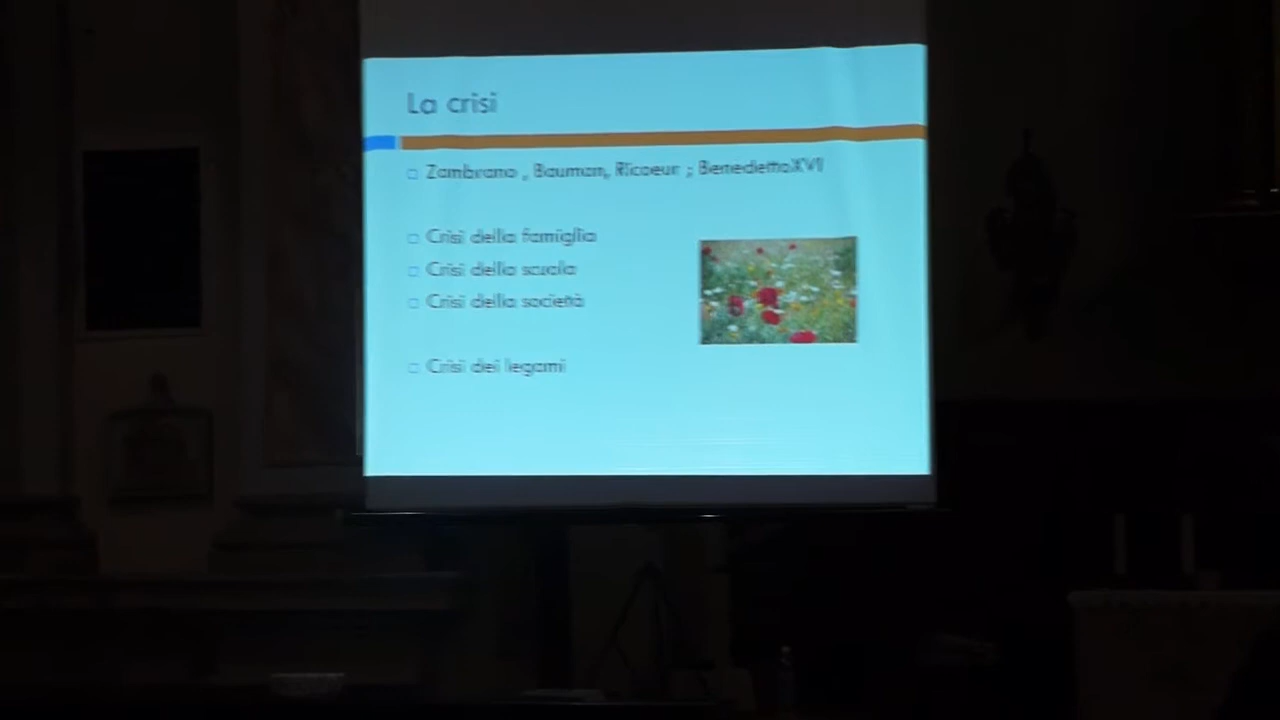 La crisi
Zambrano , Bauman, Ricoeur ; BenedettoXVI
Crisi della famiglia
Crisi della scuola
Crisi della società
Crisi dei legami